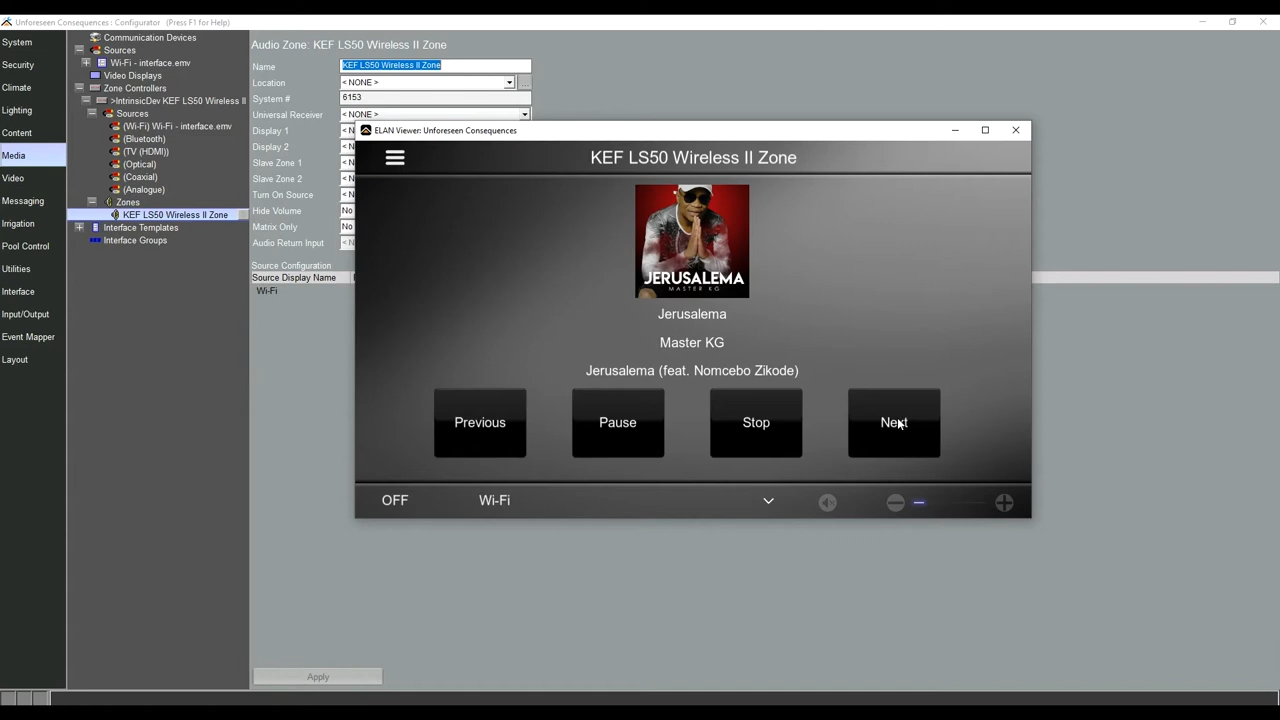 Unforeseen Consequences : Configurator   (Press F1 for Help)
System
Security
Climate
Lighting
Content
Media
Video
Messaging
Irrigation
Pool Control
Utilities
Interface
Input/Output
Event Mapper
Layout
Communication Devices
Sources
Wi-Fi - interface.emv
Video Displays
Zone Controllers
>IntrinsicDev KEF LS50 Wireless II
Sources
(Wi-Fi) Wi-Fi - interface.emv
(Bluetooth)
(TV (HDMI))
(Optical)
(Coaxial)
(Analogue)
Zones
KEF LS50 Wireless II Zone
Interface Templates
Interface Groups
Audio Zone: KEF LS50 Wireless II Zone
Name KEF LS50 Wireless II Zone
Location < NONE > ...
System # 6153
Universal Receiver < NONE >
Display 1 < N
Display 2 < N
Slave Zone 1 < N
Slave Zone 2 < N
Turn On Source < N
Hide Volume No
Matrix Only No
Audio Return Input < N
Source Configuration
Source Display Name
Wi-Fi
Apply
ELAN Viewer: Unforeseen Consequences
KEF LS50 Wireless II Zone
JERUSALEMA
MASTER KG
Jerusalema
Master KG
Jerusalema (feat. Nomcebo Zikode)
Previous Pause Stop Next
OFF Wi-Fi